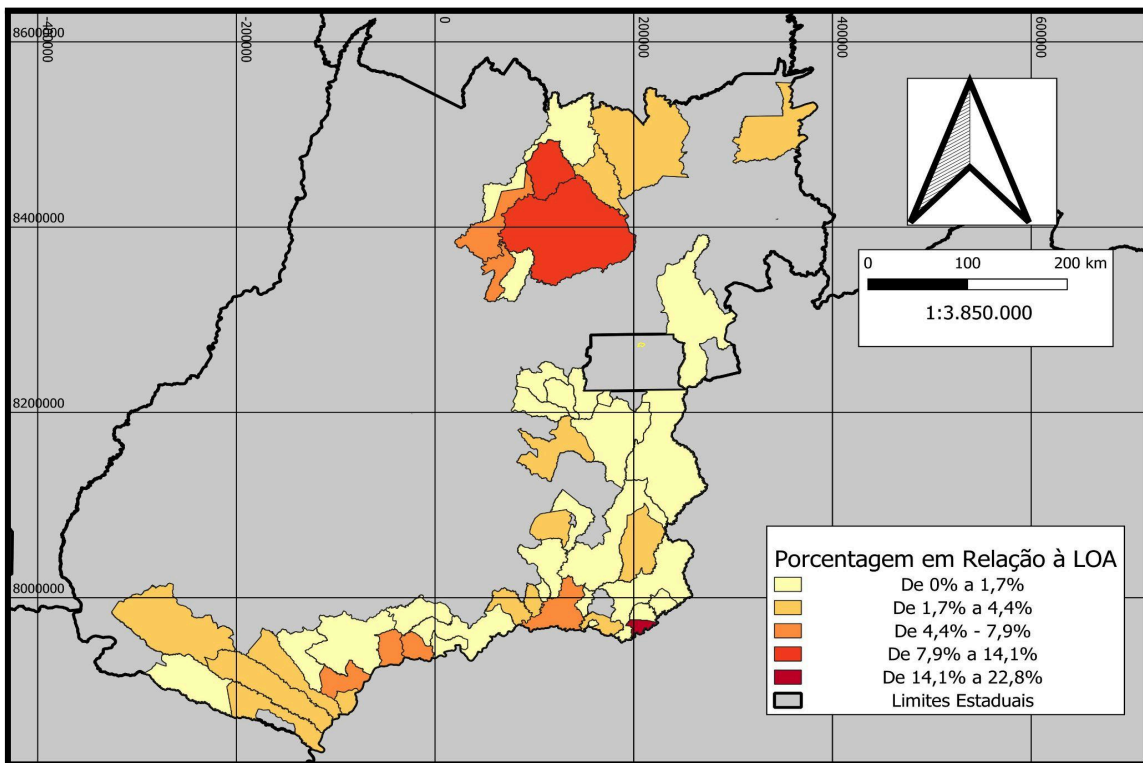 -400000
-200000
0
200000
400000
600000
8600000
8400000
8200000
8000000
0 100 200 km
1:3.850.000
Porcentagem em Relação à LOA
De 0% a 1,7%
De 1,7% a 4,4%
De 4,4% - 7,9%
De 7,9% a 14,1%
De 14,1% a 22,8%
Limites Estaduais